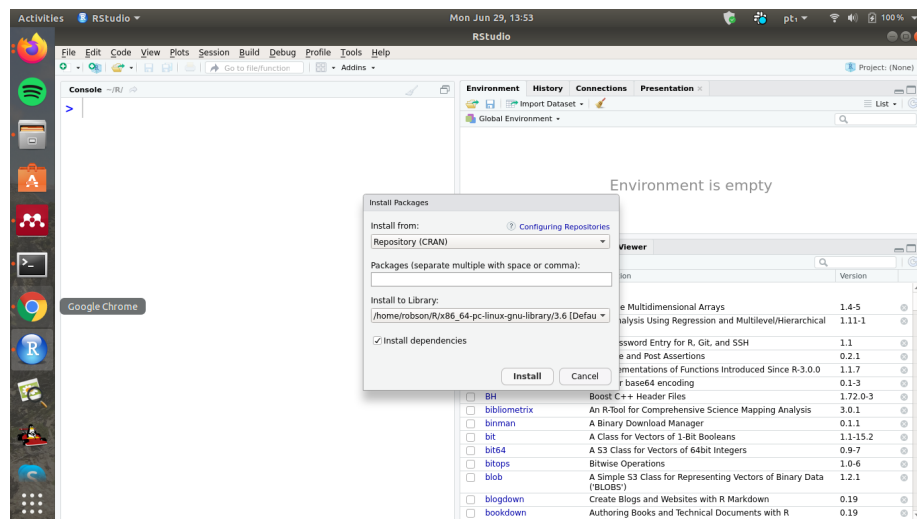 Activities RStudio Mon Jun 29, 13:53 pt₁ 100 %
RStudio
File Edit Code View Plots Session Build Debug Profile Tools Help
Go to file/function Addins Project: (None)
Console ~/R/
>
Environment History Connections Presentation
Import Dataset List
Global Environment
Environment is empty
Install Packages
Install from: ? Configuring Repositories
Repository (CRAN)
Packages (separate multiple with space or comma):
Install to Library:
/home/robson/R/x86_64-pc-linux-gnu-library/3.6 [Defau
Install dependencies
Install Cancel
Google Chrome
Viewer
Version
Multidimensional Arrays 1.4-5
Using Regression and Multilevel/Hierarchical 1.11-1
Entry for R, Git, and SSH 1.1
and Post Assertions 0.2.1
of Functions Introduced Since R-3.0.0 1.1.7
base64 encoding 0.1-3
BH Boost C++ Header Files 1.72.0-3
bibliometrix An R-Tool for Comprehensive Science Mapping Analysis 3.0.1
binman A Binary Download Manager 0.1.1
bit A Class for Vectors of 1-Bit Booleans 1.1-15.2
bit64 A S3 Class for Vectors of 64bit Integers 0.9-7
bitops Bitwise Operations 1.0-6
blob A Simple S3 Class for Representing Vectors of Binary Data 1.2.1
('BLOBS')
blogdown Create Blogs and Websites with R Markdown 0.19
bookdown Authoring Books and Technical Documents with R 0.19